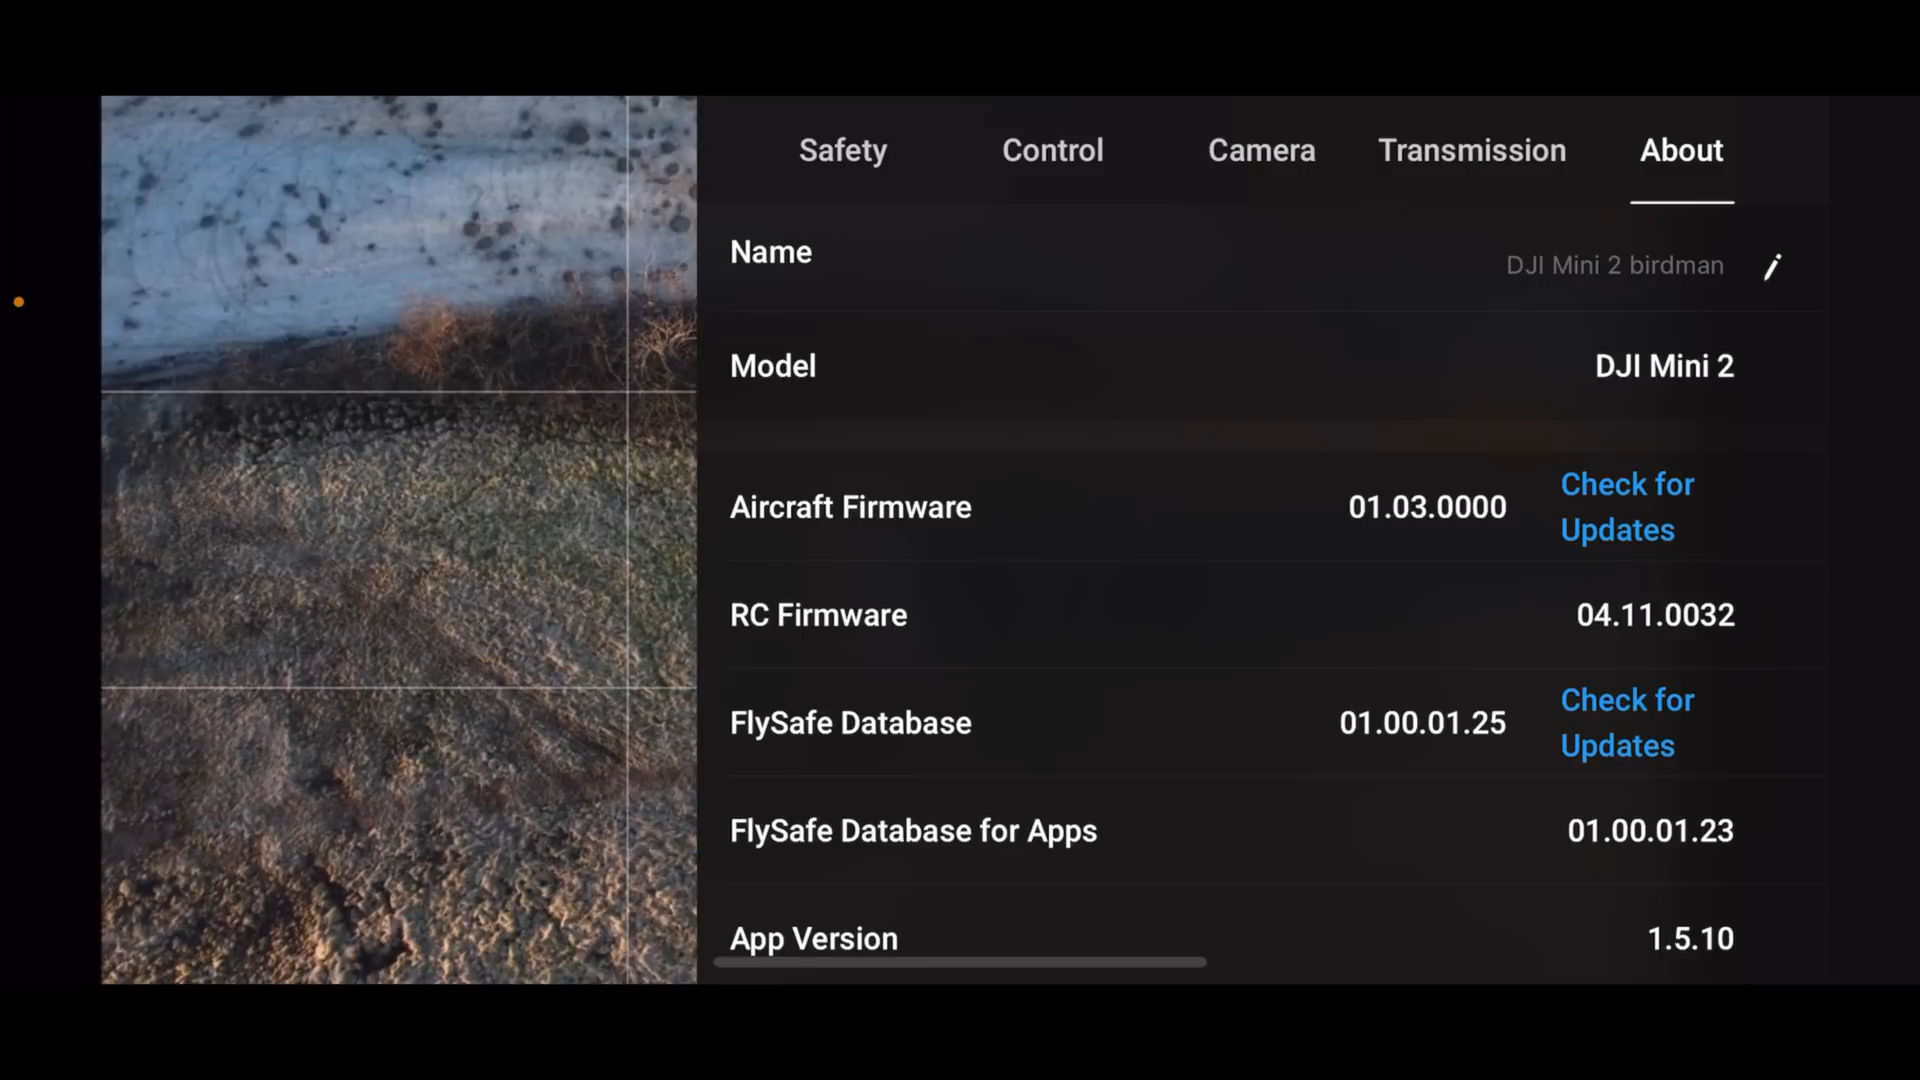 Safety Control Camera Transmission About
Name DJI Mini 2 birdman
Model DJI Mini 2
Aircraft Firmware 01.03.0000 Check for
Updates
RC Firmware 04.11.0032
FlySafe Database 01.00.01.25 Check for
Updates
FlySafe Database for Apps 01.00.01.23
App Version 1.5.10